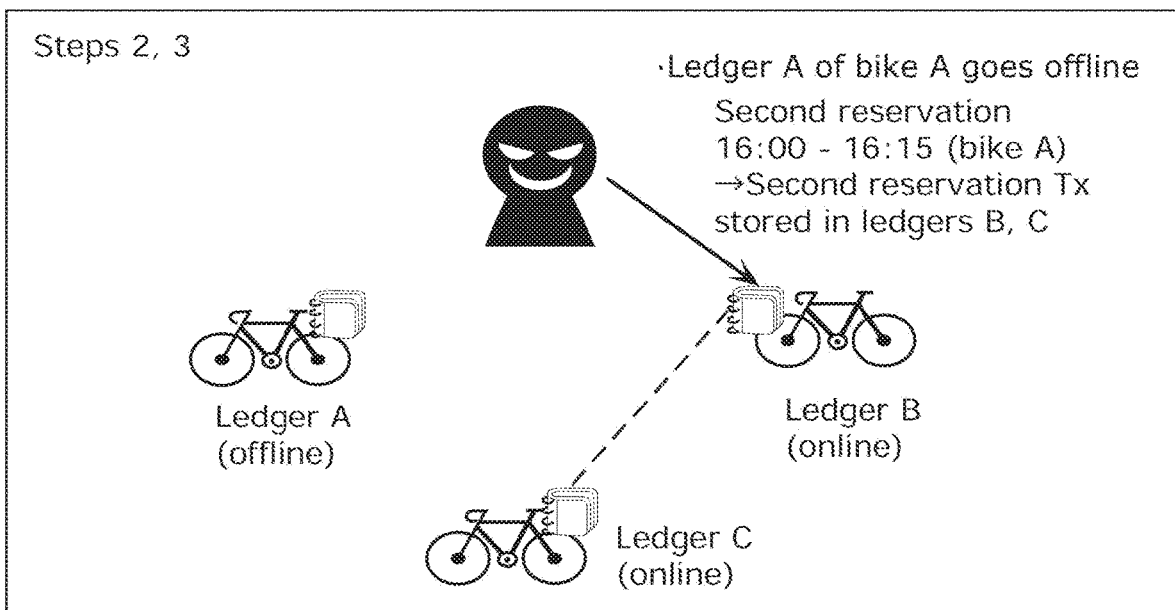 Steps 2, 3
·Ledger A of bike A goes offline
Second reservation
16:00 - 16:15 (bike A)
→Second reservation Tx
stored in ledgers B, C
Ledger A
(offline)
Ledger B
(online)
Ledger C
(online)